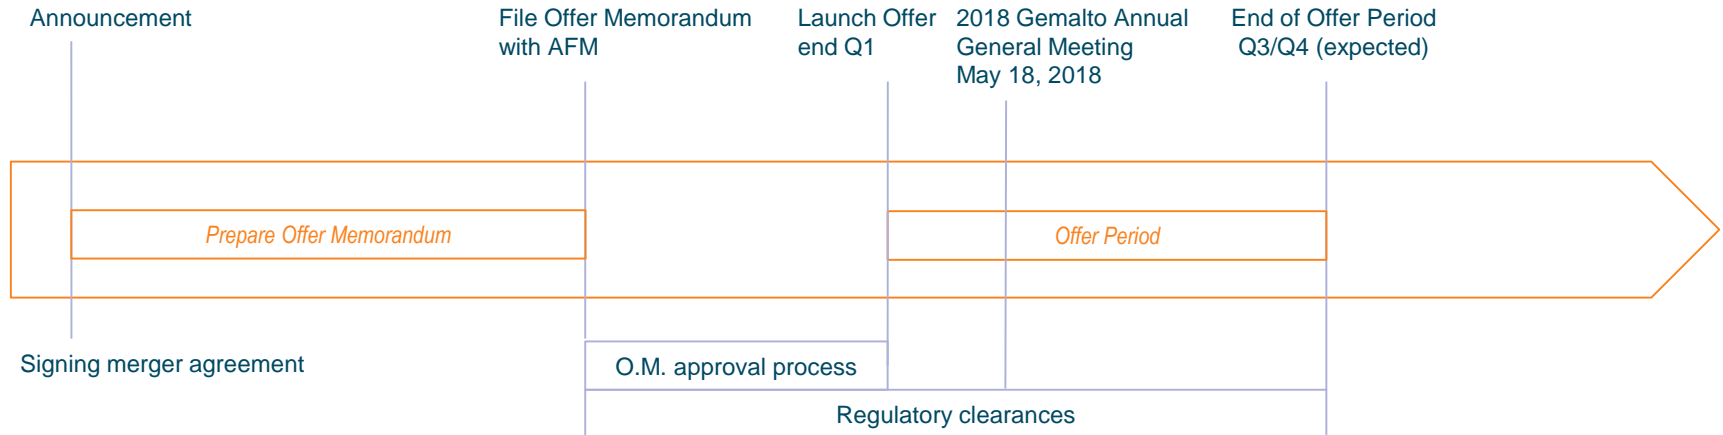 Announcement
File Offer Memorandum
with AFM
Launch Offer
end Q1
2018 Gemalto Annual
General Meeting
May 18, 2018
End of Offer Period
Q3/Q4 (expected)
Prepare Offer Memorandum
Offer Period
Signing merger agreement
O.M. approval process
Regulatory clearances